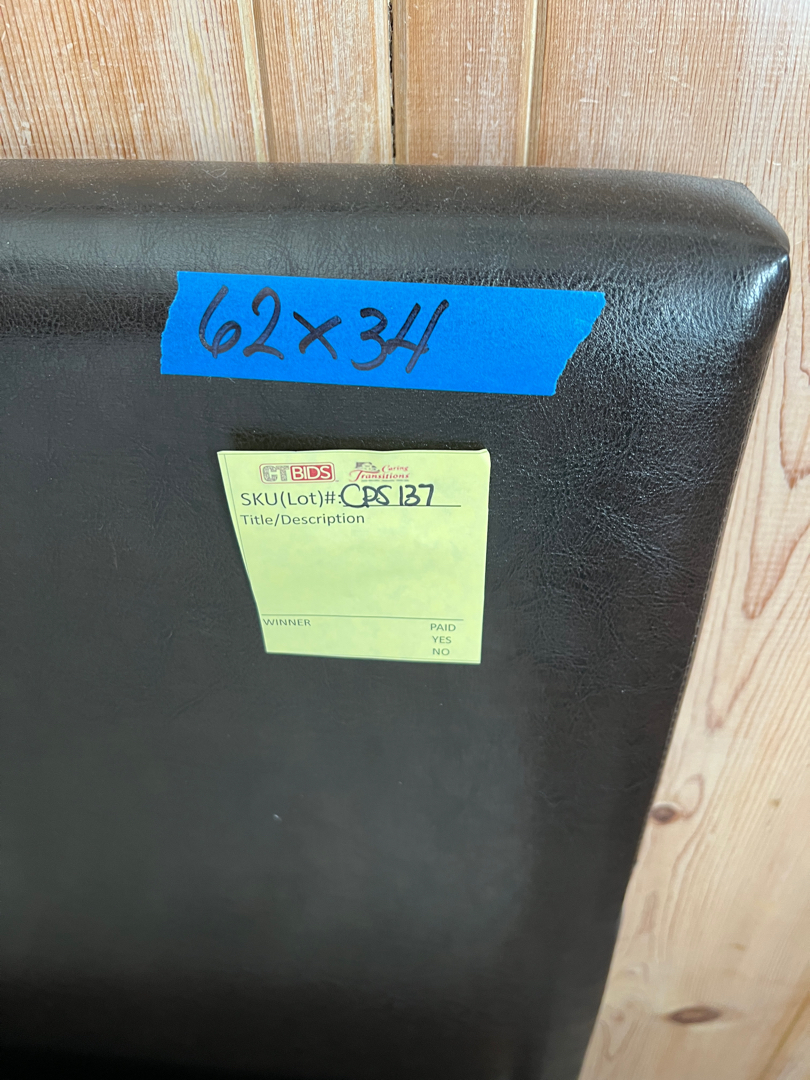 62x34
CTBIDS Caring Transitions
SKU(Lot)#: CPS 137
Title/Description
WINNER
PAID
YES
NO